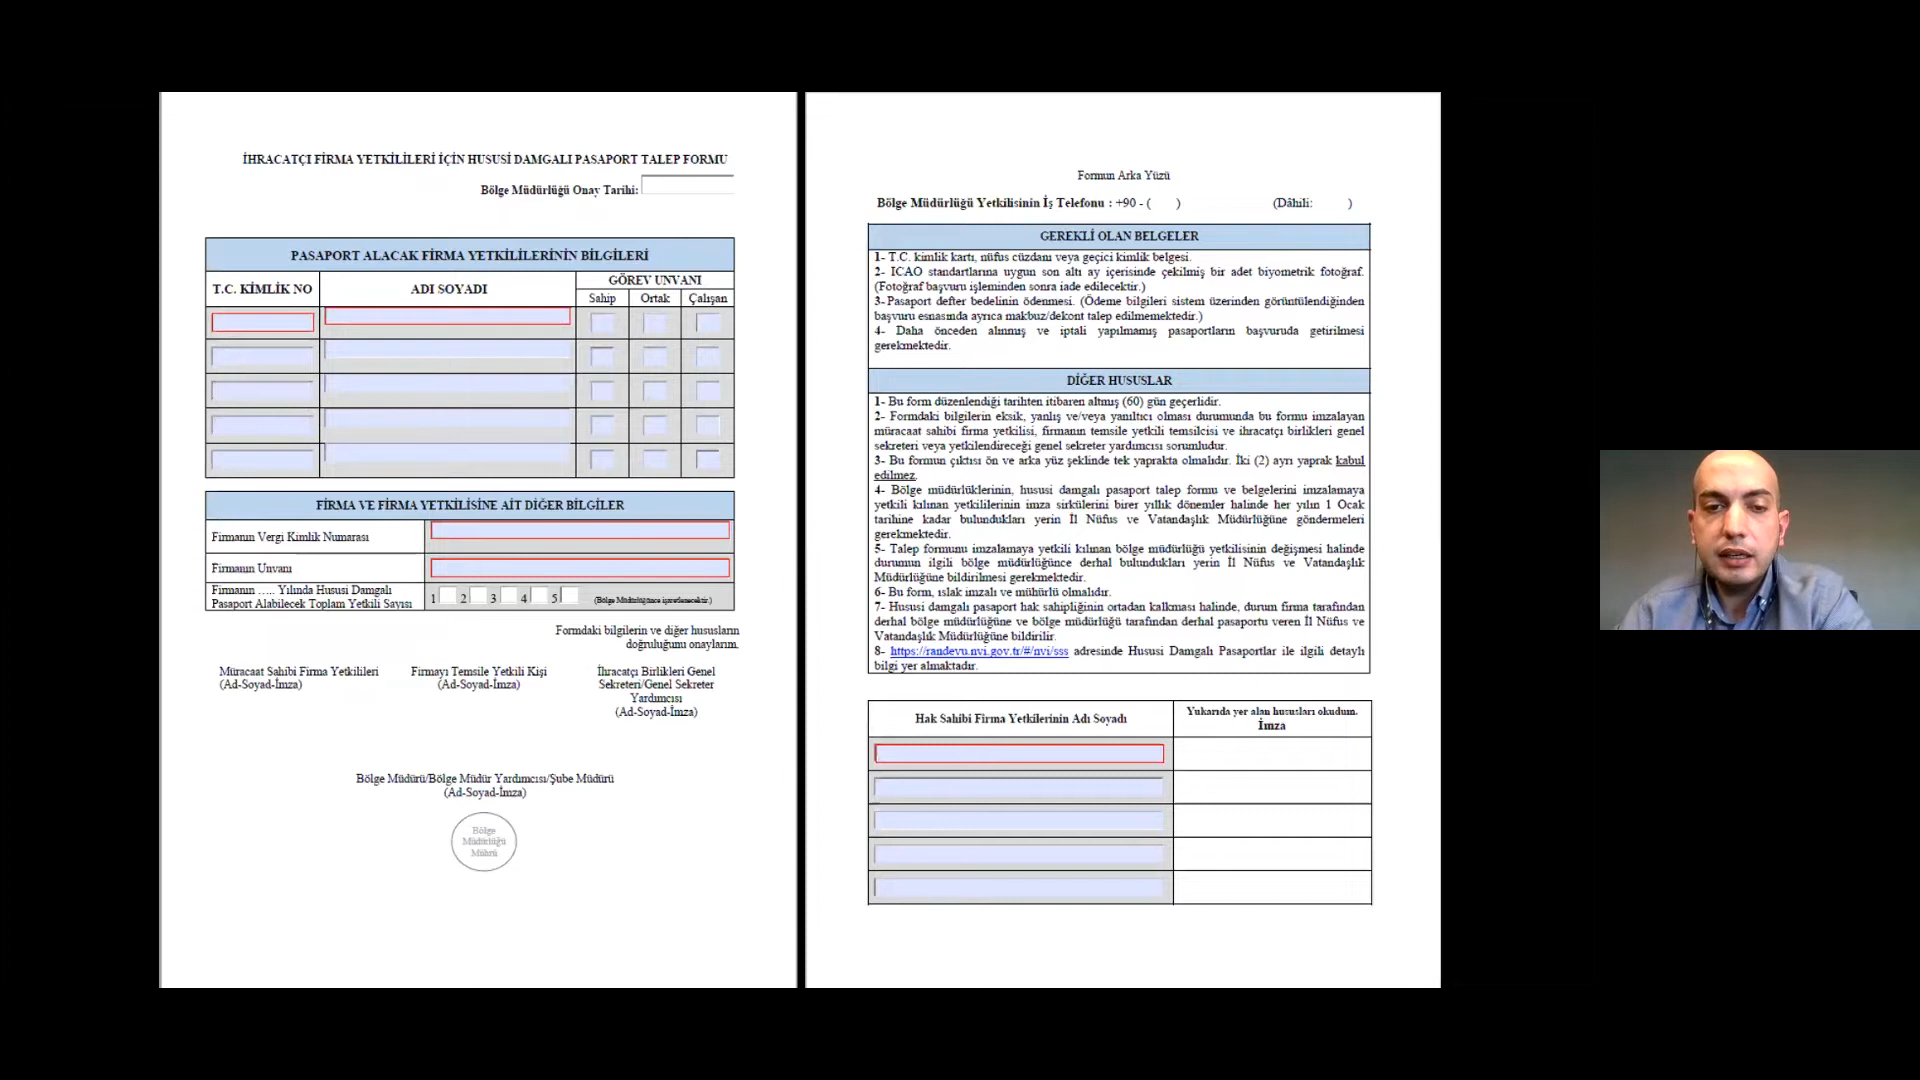 İHRACATÇI FİRMA YETKİLİLERİ İÇİN HUSUSİ DAMGALI PASAPORT TALEP FORMU
Bölge Müdürlüğü Onay Tarihi:
PASAPORT ALACAK FİRMA YETKİLİLERİNİN BİLGİLERİ
T.C. KİMLİK NO
ADI SOYADI
GÖREV UNVANI
Sahip
Ortak
Çalışan
FİRMA VE FİRMA YETKİLİSİNE AİT DİĞER BİLGİLER
Firmanın Vergi Kimlik Numarası
Firmanın Unvanı
Firmanın ..... Yılında Hususi Damgalı
Pasaport Alabilecek Toplam Yetkili Sayısı
1 2 3 4 5 (Bölge Müdürlüğünce işaretlenecektir.)
Formdaki bilgilerin ve diğer hususların
doğruluğunu onaylarım.
Müracaat Sahibi Firma Yetkilileri
(Ad-Soyad-İmza)
Firmayı Temsile Yetkili Kişi
(Ad-Soyad-İmza)
İhracatçı Birlikleri Genel
Sekreteri/Genel Sekreter
Yardımcısı
(Ad-Soyad-İmza)
Bölge Müdürü/Bölge Müdür Yardımcısı/Şube Müdürü
(Ad-Soyad-İmza)
Bölge
Müdürlüğü
Mührü
Formun Arka Yüzü
Bölge Müdürlüğü Yetkilisinin İş Telefonu : +90 - ( ) (Dâhili: )
GEREKLİ OLAN BELGELER
1- T.C. kimlik kartı, nüfus cüzdanı veya geçici kimlik belgesi.
2- ICAO standartlarına uygun son altı ay içerisinde çekilmiş bir adet biyometrik fotoğraf.
(Fotoğraf başvuru işleminden sonra iade edilecektir.)
3- Pasaport defter bedelinin ödenmesi. (Ödeme bilgileri sistem üzerinden görüntülendiğinden
başvuru esnasında ayrıca makbuz/dekont talep edilmemektedir.)
4- Daha önceden alınmış ve iptali yapılmamış pasaportların başvuruda getirilmesi
gerekmektedir.
DİĞER HUSUSLAR
1- Bu form düzenlendiği tarihten itibaren altmış (60) gün geçerlidir.
2- Formdaki bilgilerin eksik, yanlış ve/veya yanıltıcı olması durumunda bu formu imzalayan
müracaat sahibi firma yetkilisi, firmanın temsile yetkili temsilcisi ve ihracatçı birlikleri genel
sekreteri veya yetkilendireceği genel sekreter yardımcısı sorumludur.
3- Bu formun çıktısı ön ve arka yüz şeklinde tek yaprakta olmalıdır. İki (2) ayrı yaprak kabul
edilmez.
4- Bölge müdürlüklerinin, hususi damgalı pasaport talep formu ve belgelerini imzalamaya
yetkili kılınan yetkililerinin imza sirkülerini birer yıllık dönemler halinde her yılın 1 Ocak
tarihine kadar bulundukları yerin İl Nüfus ve Vatandaşlık Müdürlüğüne göndermeleri
gerekmektedir.
5- Talep formunu imzalamaya yetkili kılınan bölge müdürlüğü yetkilisinin değişmesi halinde
durumun ilgili bölge müdürlüğünce derhal bulundukları yerin İl Nüfus ve Vatandaşlık
Müdürlüğüne bildirilmesi gerekmektedir.
6- Bu form, ıslak imzalı ve mühürlü olmalıdır.
7- Hususi damgalı pasaport hak sahipliğinin ortadan kalkması halinde, durum firma tarafından
derhal bölge müdürlüğüne ve bölge müdürlüğü tarafından derhal pasaportu veren İl Nüfus ve
Vatandaşlık Müdürlüğüne bildirilir.
8- https://randevu.nvi.gov.tr/#/nvi/sss adresinde Hususi Damgalı Pasaportlar ile ilgili detaylı
bilgi yer almaktadır.
Hak Sahibi Firma Yetkilerinin Adı Soyadı
Yukarıda yer alan hususları okudum.
İmza